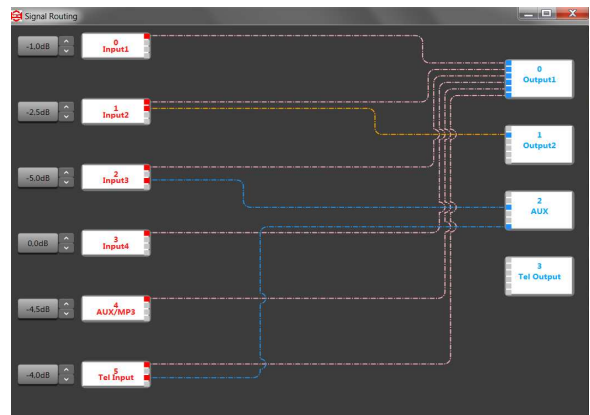 Signal Routing
-1.0dB
0
Input1
0
Output1
-2.5dB
1
Input2
1
Output2
-5.0dB
2
Input3
2
AUX
0.0dB
3
Input4
3
Tel Output
-4.5dB
4
AUX/MP3
-4.0dB
5
Tel Input